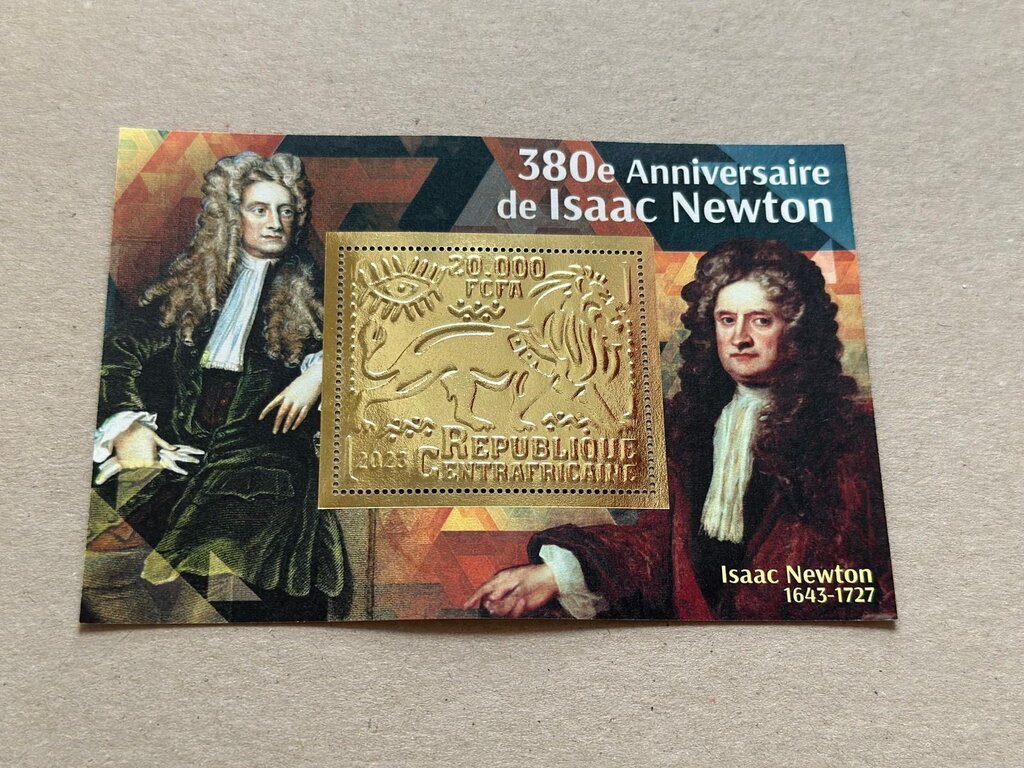 380e Anniversaire
de Isaac Newton
20.000
FCFA
2023
REPUBLIQUE
CENTRAFRICAINE
Isaac Newton
1643-1727